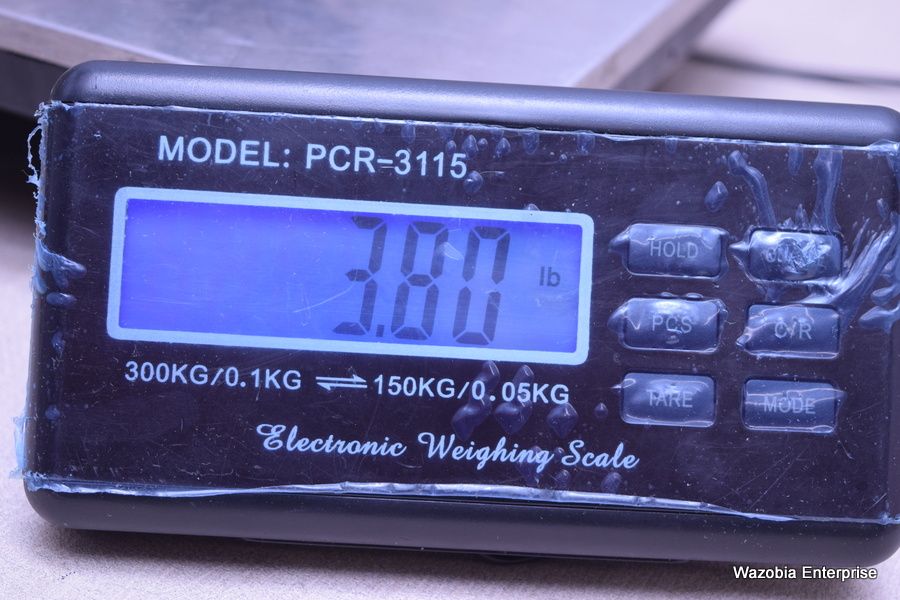 MODEL: PCR-3115
3.80 lb
HOLD
PCS C/R
TARE MODE
300KG/0.1KG ⇌ 150KG/0.05KG
Electronic Weighing Scale
Wazobia Enterprise